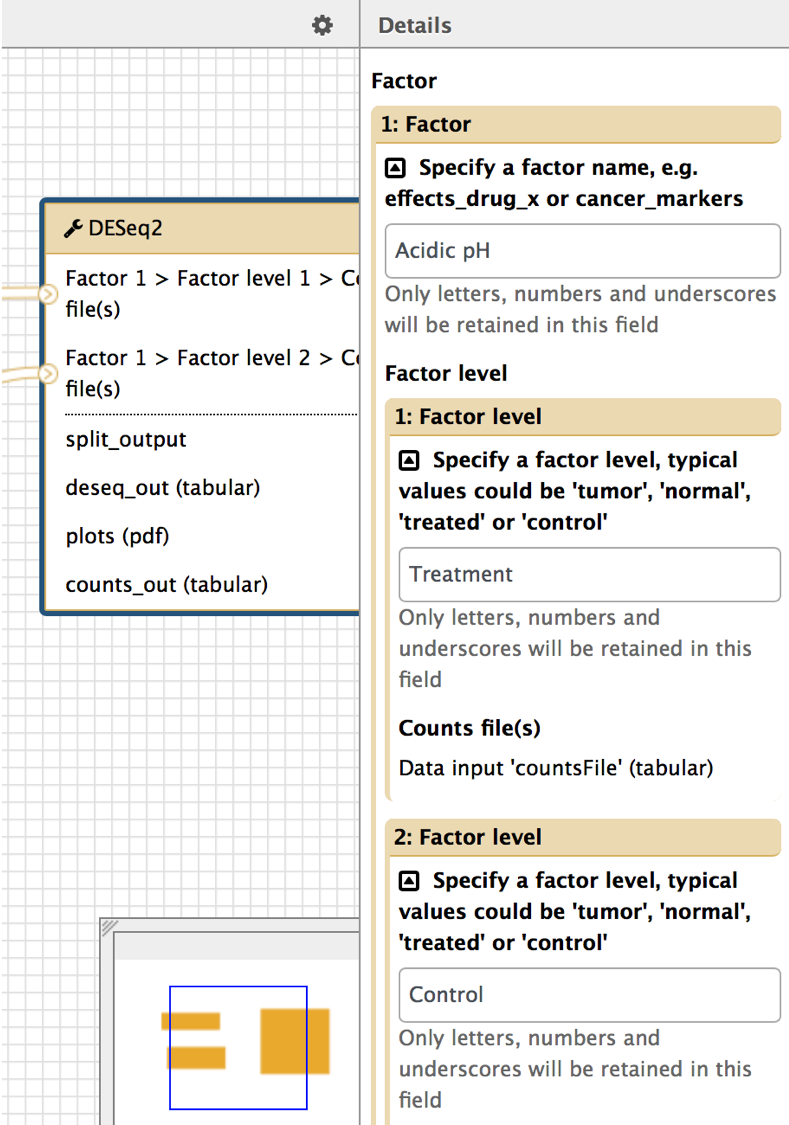 Details
DESeq2
Factor 1 > Factor level 1 > Co
file(s)
Factor 1 > Factor level 2 > Co
file(s)
split_output
deseq_out (tabular)
plots (pdf)
counts_out (tabular)
Factor
1: Factor
Specify a factor name, e.g.
effects_drug_x or cancer_markers
Acidic pH
Only letters, numbers and underscores
will be retained in this field
Factor level
1: Factor level
Specify a factor level, typical
values could be 'tumor', 'normal',
'treated' or 'control'
Treatment
Only letters, numbers and
underscores will be retained in this
field
Counts file(s)
Data input 'countsFile' (tabular)
2: Factor level
Specify a factor level, typical
values could be 'tumor', 'normal',
'treated' or 'control'
Control
Only letters, numbers and
underscores will be retained in this
field